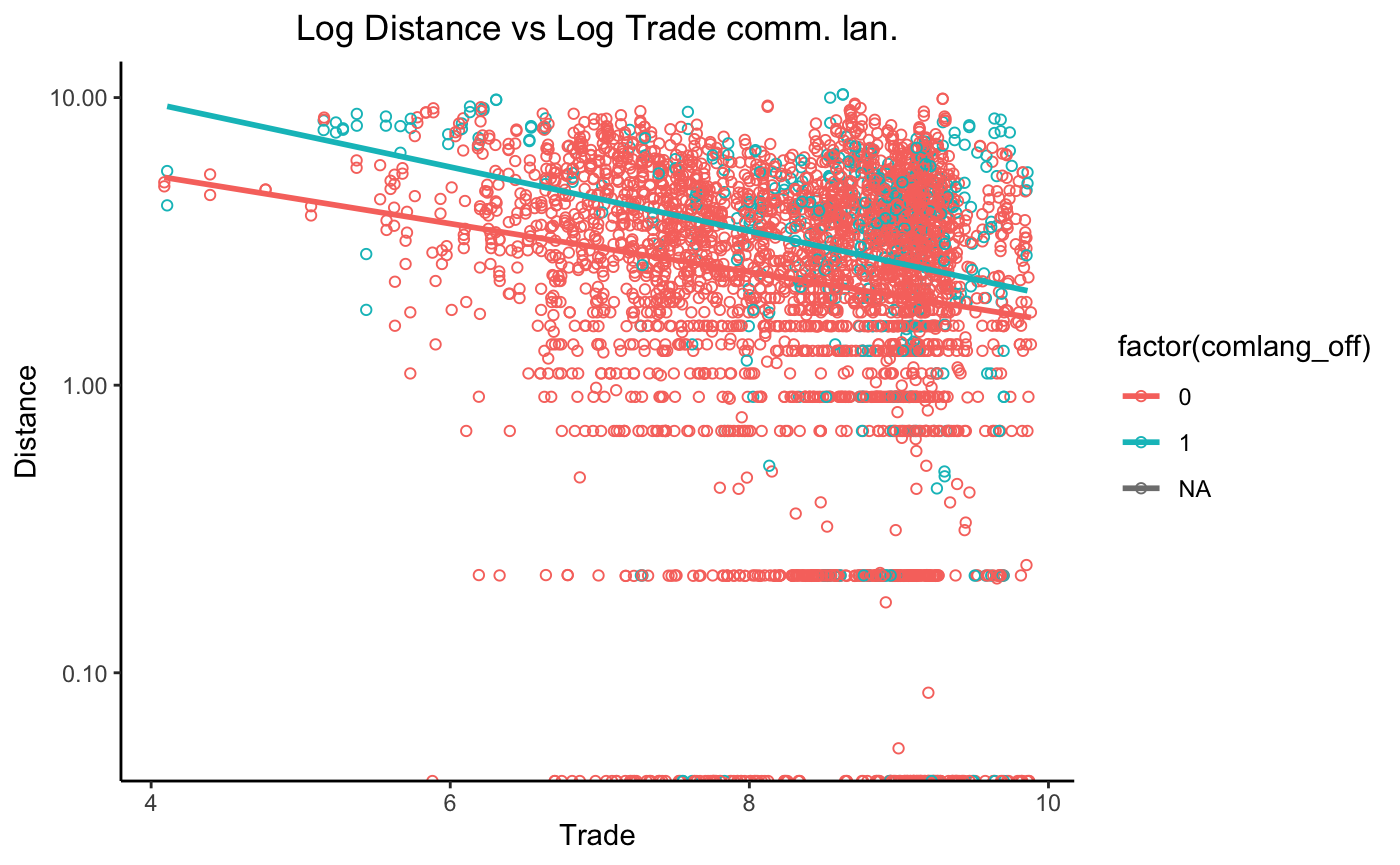 Log Distance vs Log Trade comm. lan.
10.00
1.00
0.10
Distance
4
6
8
10
Trade
factor(comlang_off)
0
1
NA